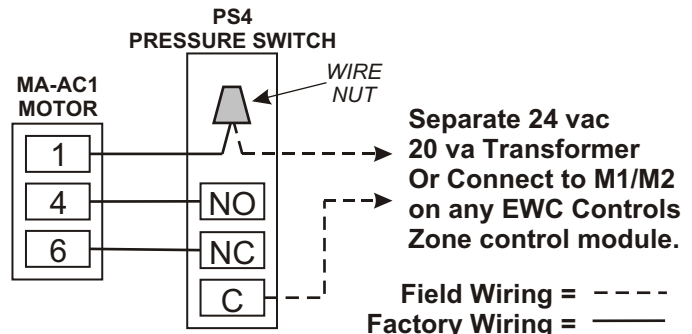 PS4
PRESSURE SWITCH
WIRE
NUT
MA-AC1
MOTOR
1
4
6
NO
NC
C
Separate 24 vac
20 va Transformer
Or Connect to M1/M2
on any EWC Controls
Zone control module.
Field Wiring =
Factory Wiring =